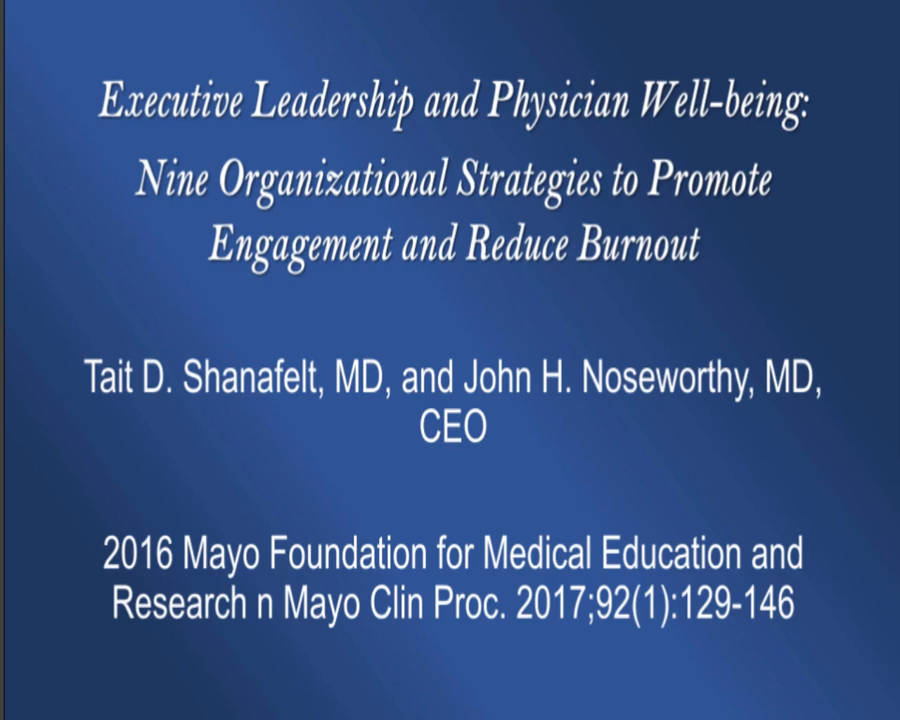 Executive Leadership and Physician Well-being:
Nine Organizational Strategies to Promote
Engagement and Reduce Burnout
Tait D. Shanafelt, MD, and John H. Noseworthy, MD,
CEO
2016 Mayo Foundation for Medical Education and
Research n Mayo Clin Proc. 2017;92(1):129-146